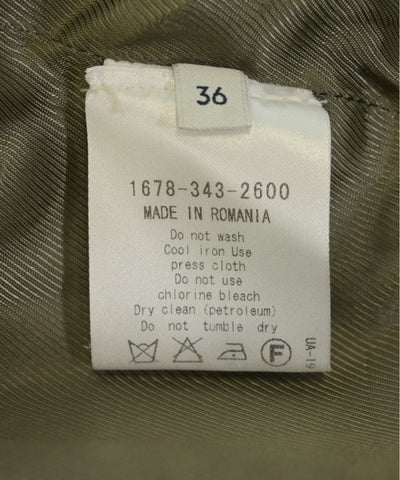 36
1678-343-2600
MADE IN ROMANIA
Do not wash
Cool iron Use
press cloth
Do not use
chlorine bleach
Dry clean (petroleum)
Do not tumble dry
F
UA-19